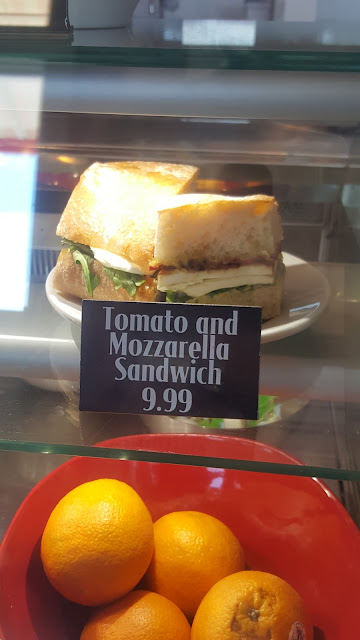 Tomato and
Mozzarella
Sandwich
9.99